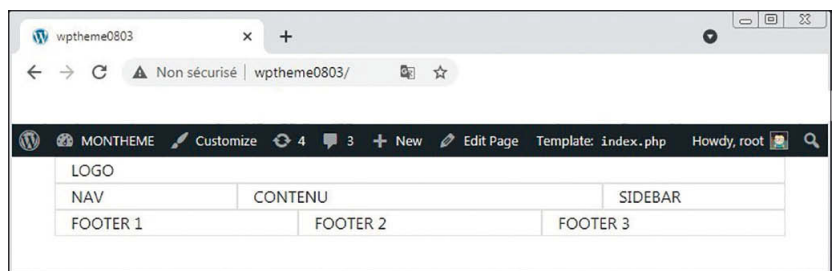 wptheme0803
Non sécurisé | wptheme0803/
MONTHEME Customize 4 3 New Edit Page Template: index.php Howdy, root
LOGO
NAV CONTENU SIDEBAR
FOOTER 1 FOOTER 2 FOOTER 3